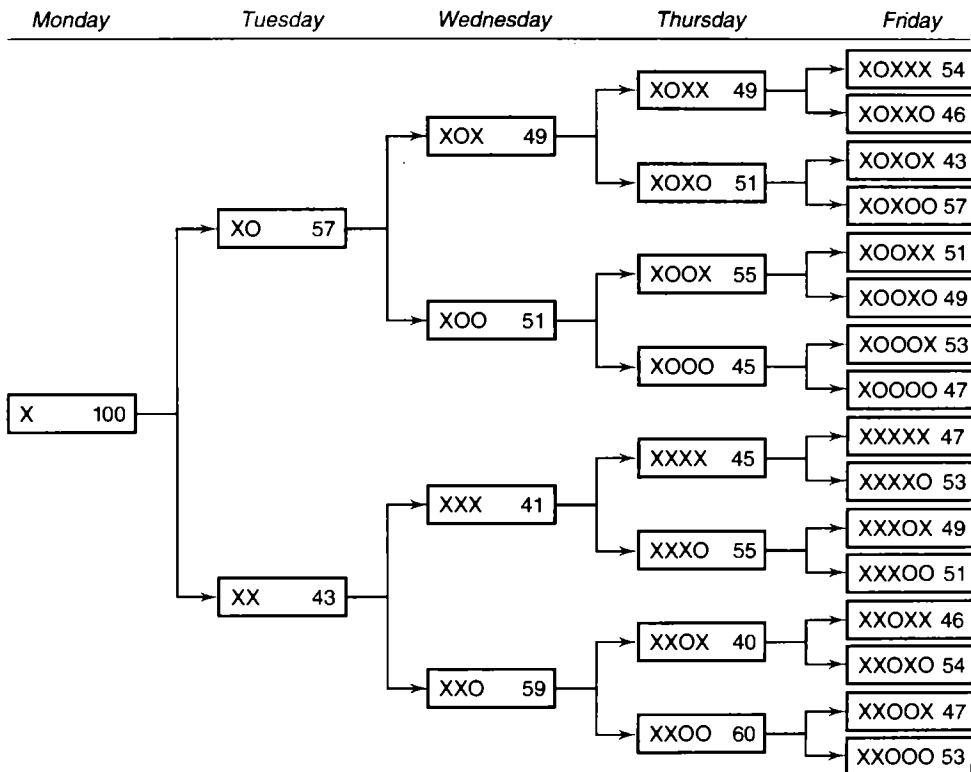 Monday Tuesday Wednesday Thursday Friday
XOXXX 54
XOXX 49
XOXXO 46
XOX 49
XOXOX 43
XOXO 51
XOXOO 57
XO 57
XOOXX 51
XOOX 55
XOOXO 49
XOO 51
XOOOX 53
XOOO 45
XOOOO 47
X 100
XXXXX 47
XXXX 45
XXXXO 53
XXX 41
XXXOX 49
XXXO 55
XXXOO 51
XX 43
XXOXX 46
XXOX 40
XXOXO 54
XXO 59
XXOOX 47
XXOO 60
XXOOO 53